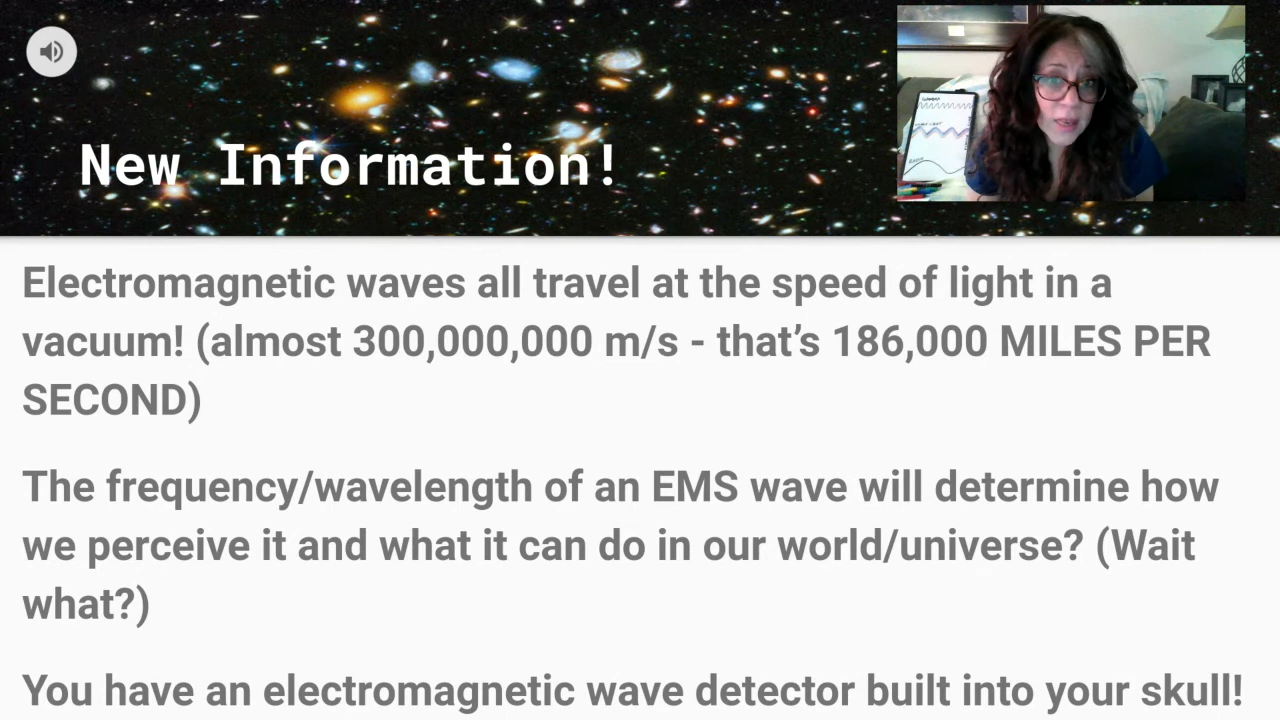 New Information!
GAMMA
RADIO
Electromagnetic waves all travel at the speed of light in a
vacuum! (almost 300,000,000 m/s - that’s 186,000 MILES PER
SECOND)
The frequency/wavelength of an EMS wave will determine how
we perceive it and what it can do in our world/universe? (Wait
what?)
You have an electromagnetic wave detector built into your skull!